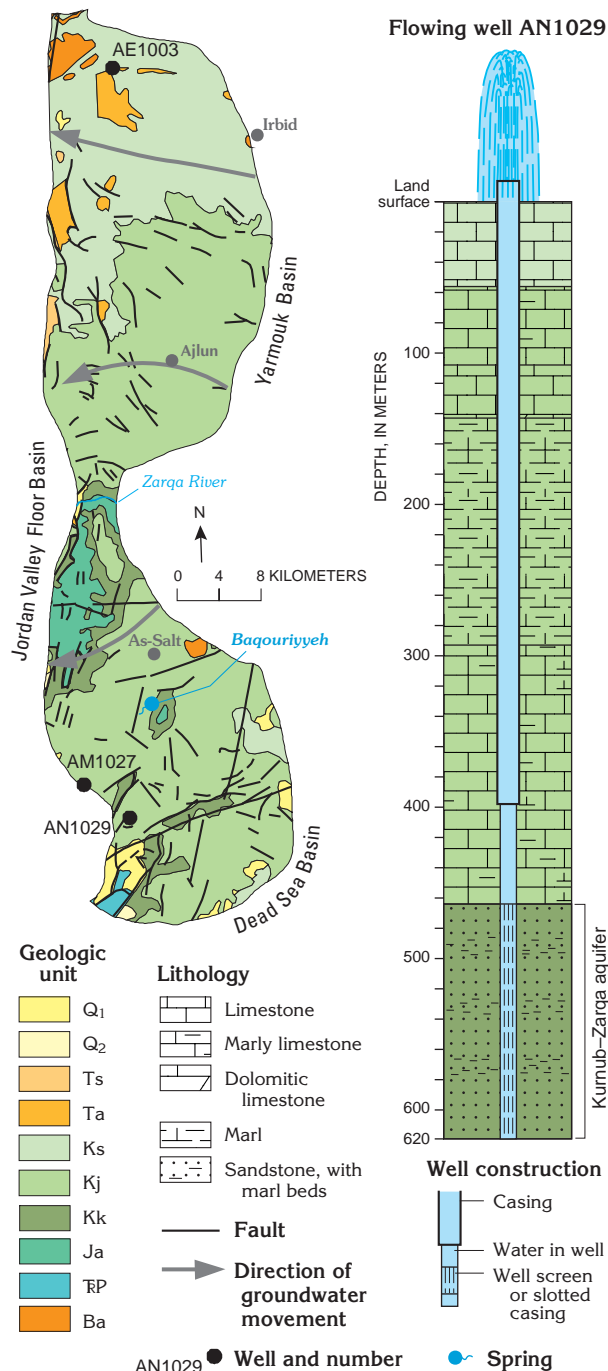 Flowing well AN1029
AE1003
Irbid
Yarmouk Basin
Ajlun
Jordan Valley Floor Basin
Zarqa River
N
0 4 8 KILOMETERS
As-Salt
Baqouriyyeh
AM1027
AN1029
Dead Sea Basin
Land
surface
DEPTH, IN METERS
100
200
300
400
500
600
620
Kurnub–Zarqa aquifer
Geologic
unit
Q1
Q2
Ts
Ta
Ks
Kj
Kk
Ja
TRP
Ba
Lithology
Limestone
Marly limestone
Dolomitic
limestone
Marl
Sandstone, with
marl beds
Fault
Direction of
groundwater
movement
Well construction
Casing
Water in well
Well screen
or slotted
casing
AN1029 Well and number
Spring